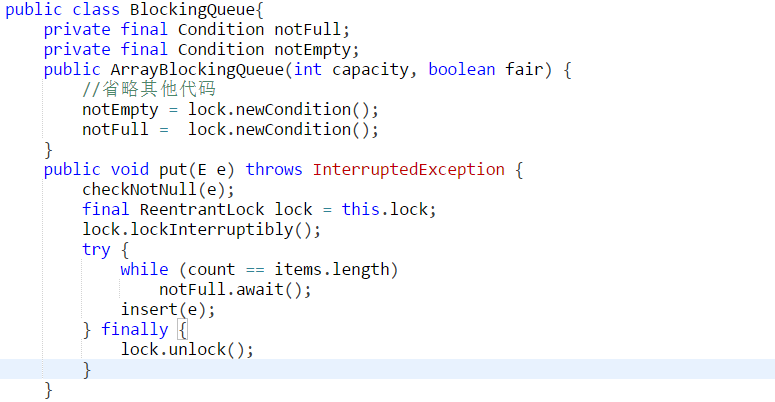 public class BlockingQueue{
    private final Condition notFull;
    private final Condition notEmpty;
    public ArrayBlockingQueue(int capacity, boolean fair) {
        //省略其他代码
        notEmpty = lock.newCondition();
        notFull =  lock.newCondition();
    }
    public void put(E e) throws InterruptedException {
        checkNotNull(e);
        final ReentrantLock lock = this.lock;
        lock.lockInterruptibly();
        try {
            while (count == items.length)
                notFull.await();
            insert(e);
        } finally {
            lock.unlock();
        }
    }